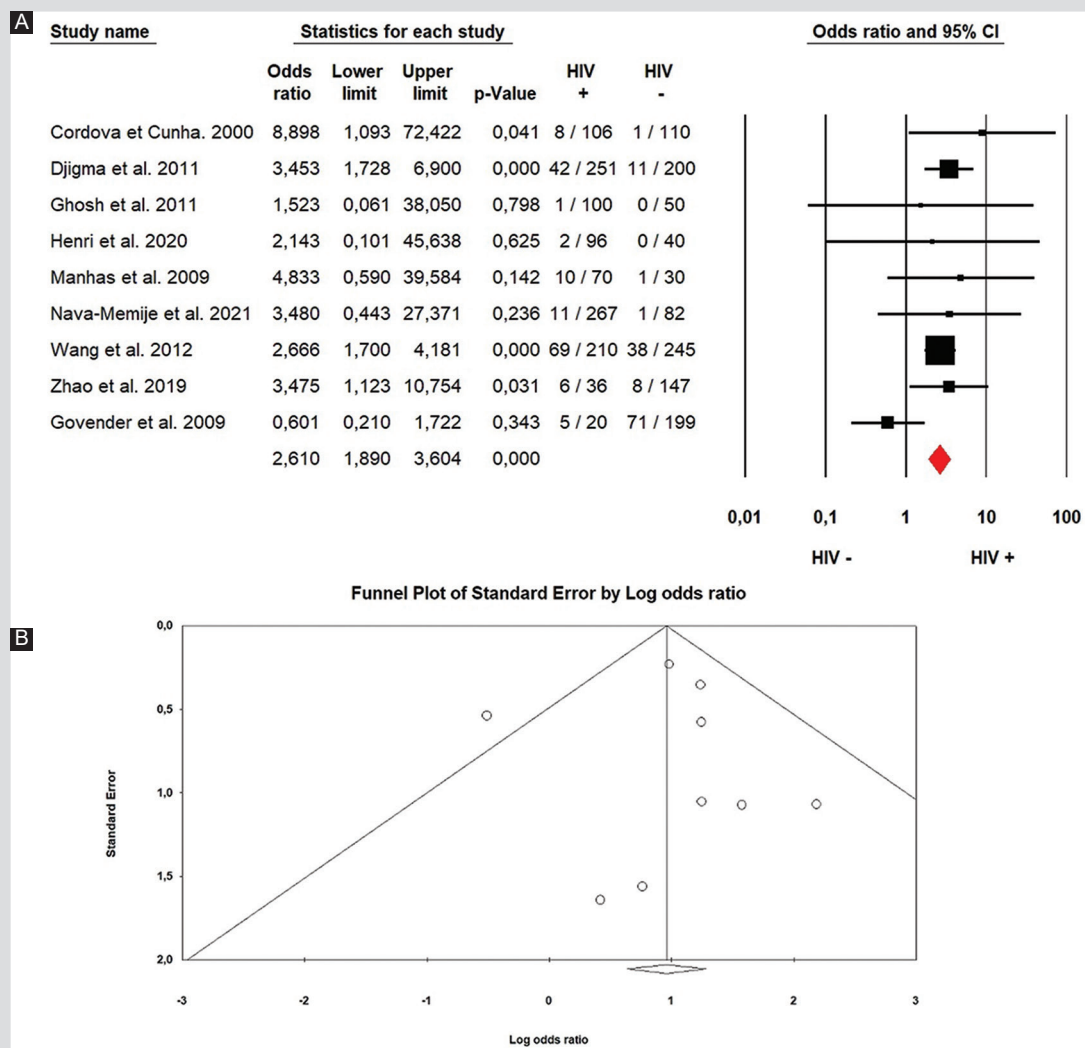 A
Study name Statistics for each study Odds ratio and 95% CI
Odds Lower Upper HIV HIV
ratio limit limit p-Value + -
Cordova et Cunha. 2000 8,898 1,093 72,422 0,041 8 / 106 1 / 110
Djigma et al. 2011 3,453 1,728 6,900 0,000 42 / 251 11 / 200
Ghosh et al. 2011 1,523 0,061 38,050 0,798 1 / 100 0 / 50
Henri et al. 2020 2,143 0,101 45,638 0,625 2 / 96 0 / 40
Manhas et al. 2009 4,833 0,590 39,584 0,142 10 / 70 1 / 30
Nava-Memije et al. 2021 3,480 0,443 27,371 0,236 11 / 267 1 / 82
Wang et al. 2012 2,666 1,700 4,181 0,000 69 / 210 38 / 245
Zhao et al. 2019 3,475 1,123 10,754 0,031 6 / 36 8 / 147
Govender et al. 2009 0,601 0,210 1,722 0,343 5 / 20 71 / 199
2,610 1,890 3,604 0,000
0,01 0,1 1 10 100
HIV - HIV +
Funnel Plot of Standard Error by Log odds ratio
B
0,0
0,5
1,0
1,5
2,0
Standard Error
-3 -2 -1 0 1 2 3
Log odds ratio